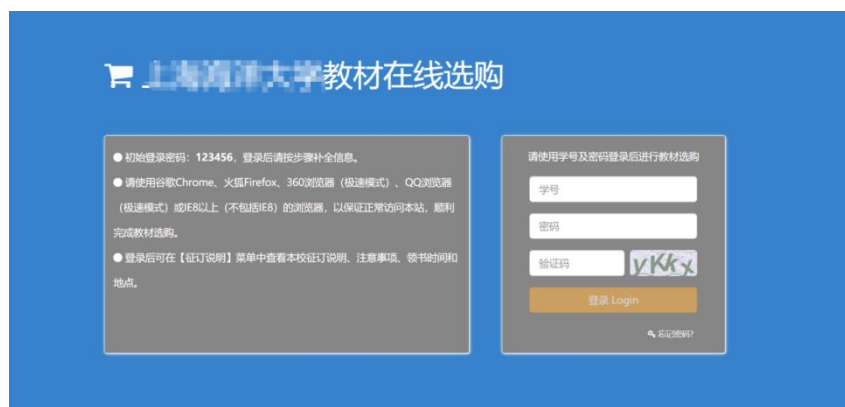 教材在线选购
● 初始登录密码：123456，登录后请按步骤补全信息。
● 请使用谷歌Chrome、火狐Firefox、360浏览器（极速模式）、QQ浏览器
（极速模式）或IE8以上（不包括IE8）的浏览器，以保证正常访问本站，顺利
完成教材选购。
● 登录后可在【征订说明】菜单中查看本校征订说明、注意事项、领书时间和
地点。
请使用学号及密码登录后进行教材选购
学号
密码
验证码
yKkx
登录 Login
忘记密码?